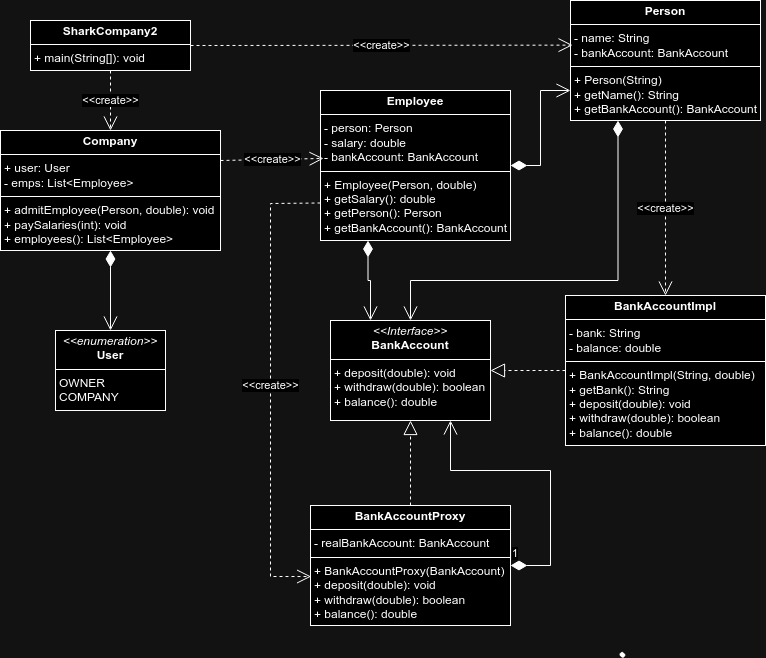 SharkCompany2
+ main(String[]): void
<<create>>
<<create>>
Person
- name: String
- bankAccount: BankAccount
+ Person(String)
+ getName(): String
+ getBankAccount(): BankAccount
Company
+ user: User
- emps: List<Employee>
+ admitEmployee(Person, double): void
+ paySalaries(int): void
+ employees(): List<Employee>
<<create>>
Employee
- person: Person
- salary: double
- bankAccount: BankAccount
+ Employee(Person, double)
+ getSalary(): double
+ getPerson(): Person
+ getBankAccount(): BankAccount
<<create>>
<<enumeration>>
User
OWNER
COMPANY
<<create>>
<<Interface>>
BankAccount
+ deposit(double): void
+ withdraw(double): boolean
+ balance(): double
BankAccountImpl
- bank: String
- balance: double
+ BankAccountImpl(String, double)
+ getBank(): String
+ deposit(double): void
+ withdraw(double): boolean
+ balance(): double
BankAccountProxy
- realBankAccount: BankAccount
+ BankAccountProxy(BankAccount)
+ deposit(double): void
+ withdraw(double): boolean
+ balance(): double
1